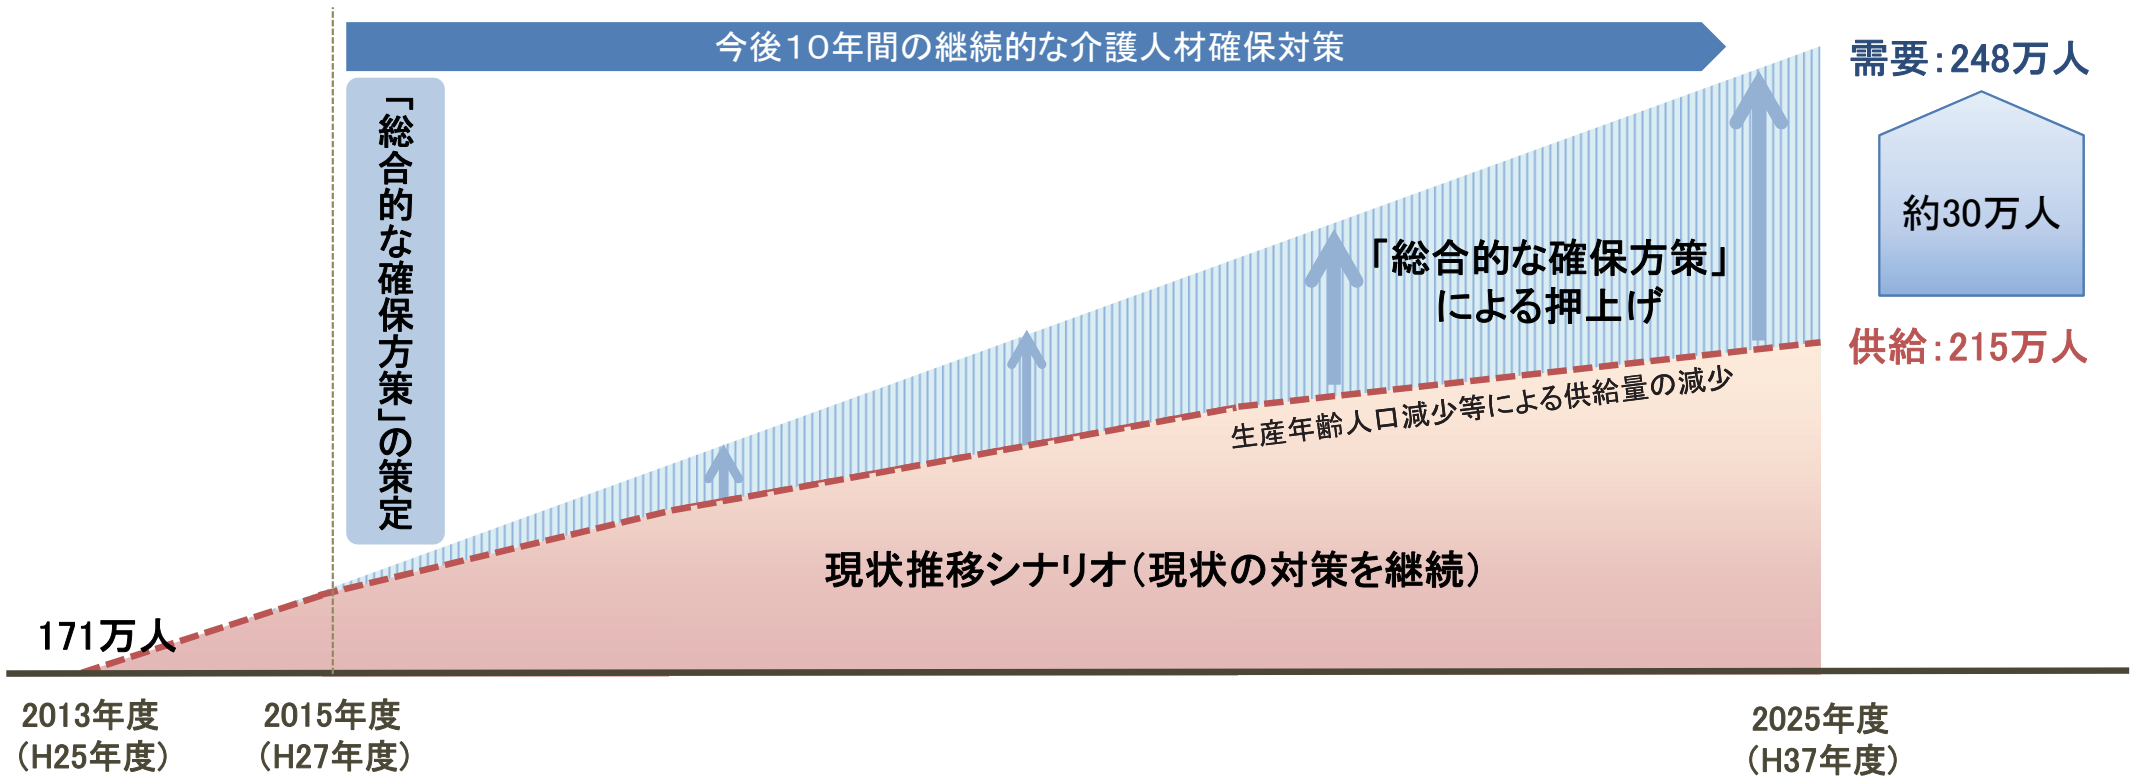 今後１０年間の継続的な介護人材確保対策
「総合的な確保方策」の策定
需要：248万人
約30万人
供給：215万人
「総合的な確保方策」
による押上げ
生産年齢人口減少等による供給量の減少
現状推移シナリオ（現状の対策を継続）
171万人
2013年度
（H25年度）
2015年度
（H27年度）
2025年度
（H37年度）